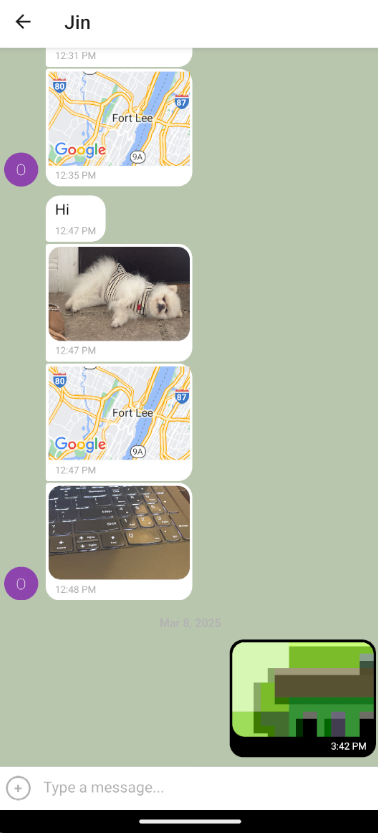 Jin
12:31 PM
80
87
Fort Lee
Google
9A
12:35 PM
O
Hi
12:47 PM
12:47 PM
80
87
Fort Lee
Google
9A
12:47 PM
12:48 PM
O
Mar 8, 2025
3:42 PM
Type a message...